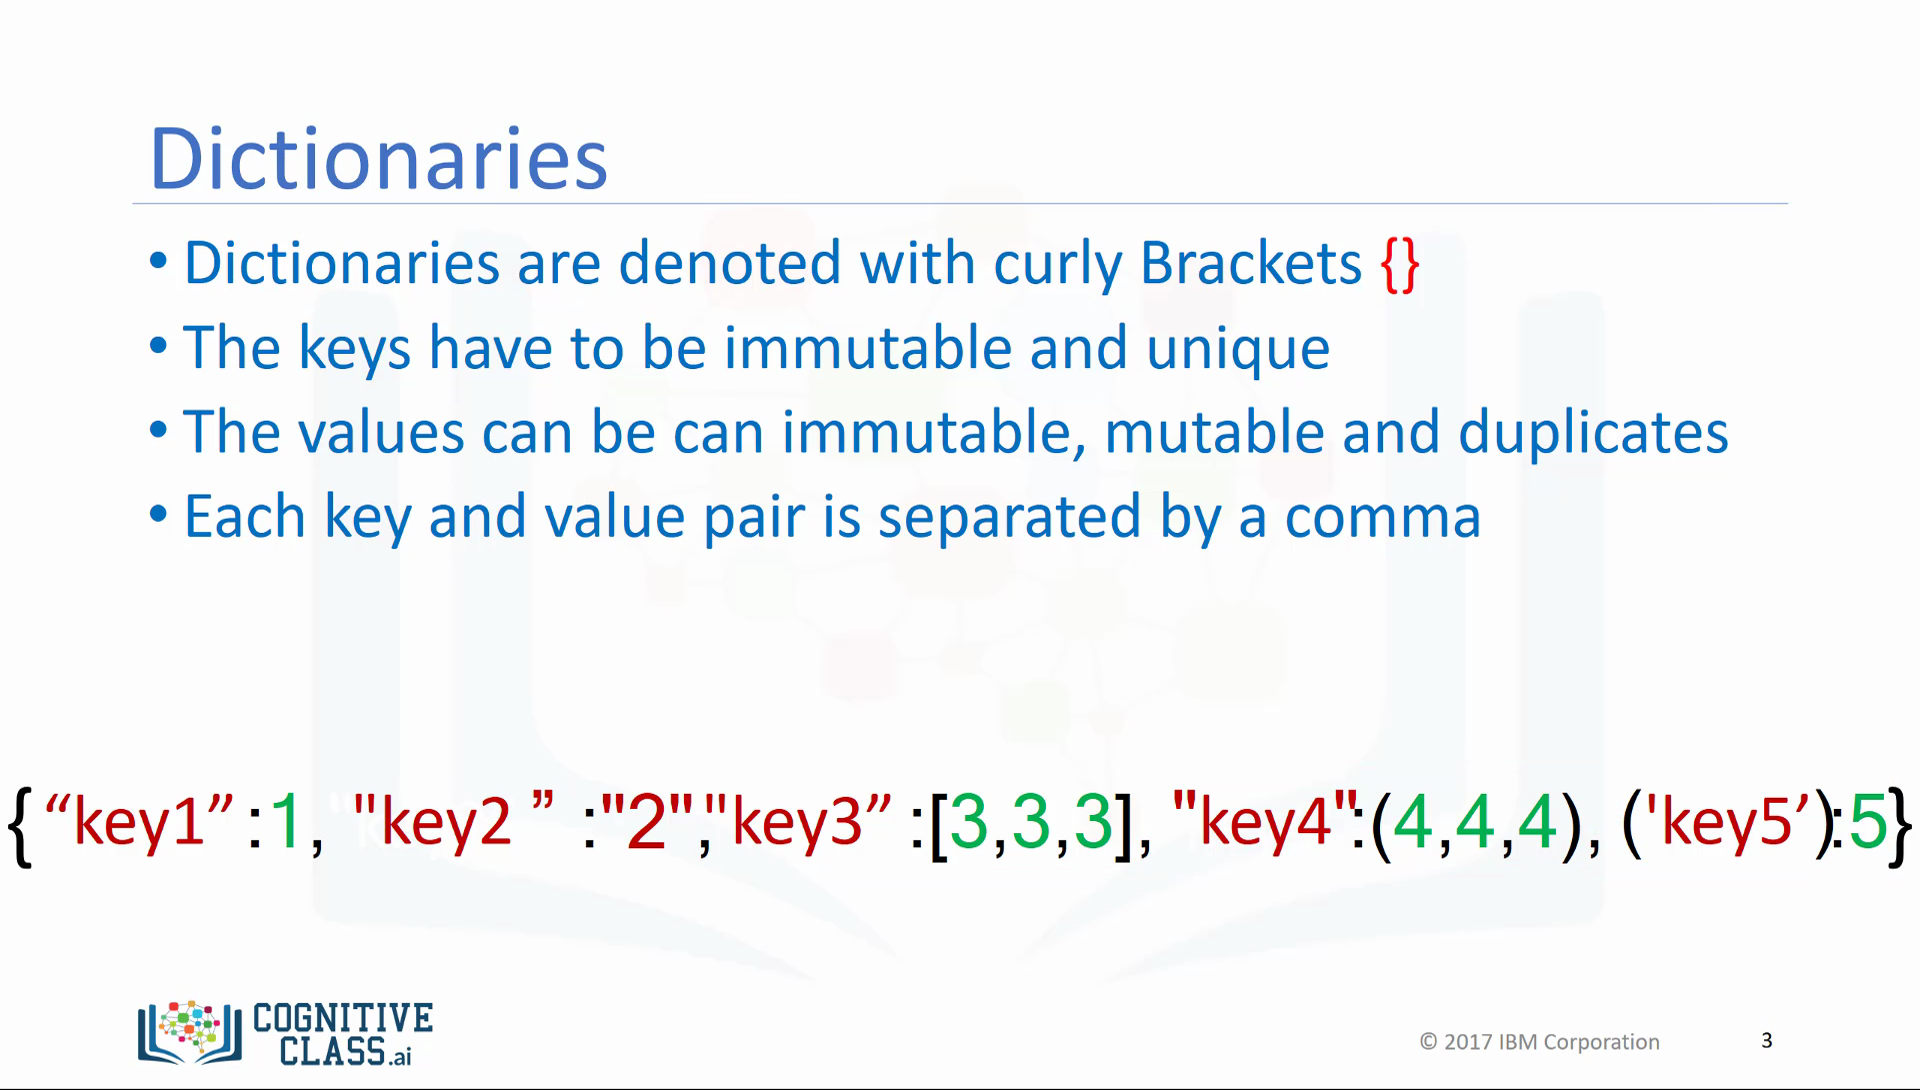 Dictionaries
• Dictionaries are denoted with curly Brackets {}
• The keys have to be immutable and unique
• The values can be can immutable, mutable and duplicates
• Each key and value pair is separated by a comma
{“key1” :1, "key2 ” :"2","key3” :[3,3,3], "key4":(4,4,4), ('key5’):5}
COGNITIVE
CLASS.ai
© 2017 IBM Corporation 3